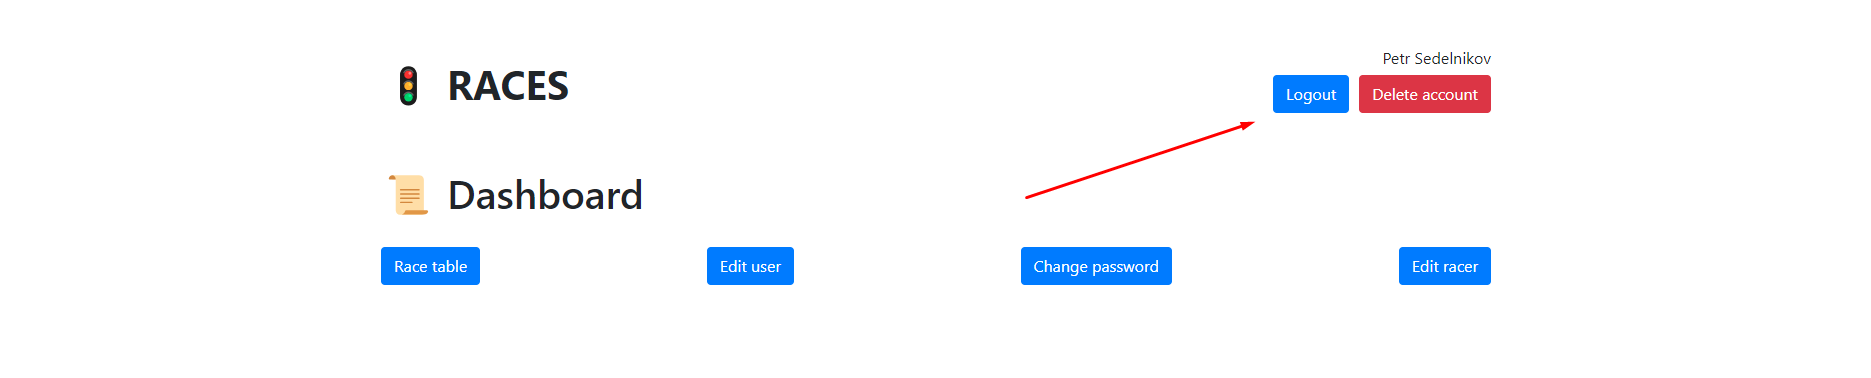 Petr Sedelnikov
RACES
Logout Delete account
Dashboard
Race table Edit user Change password Edit racer